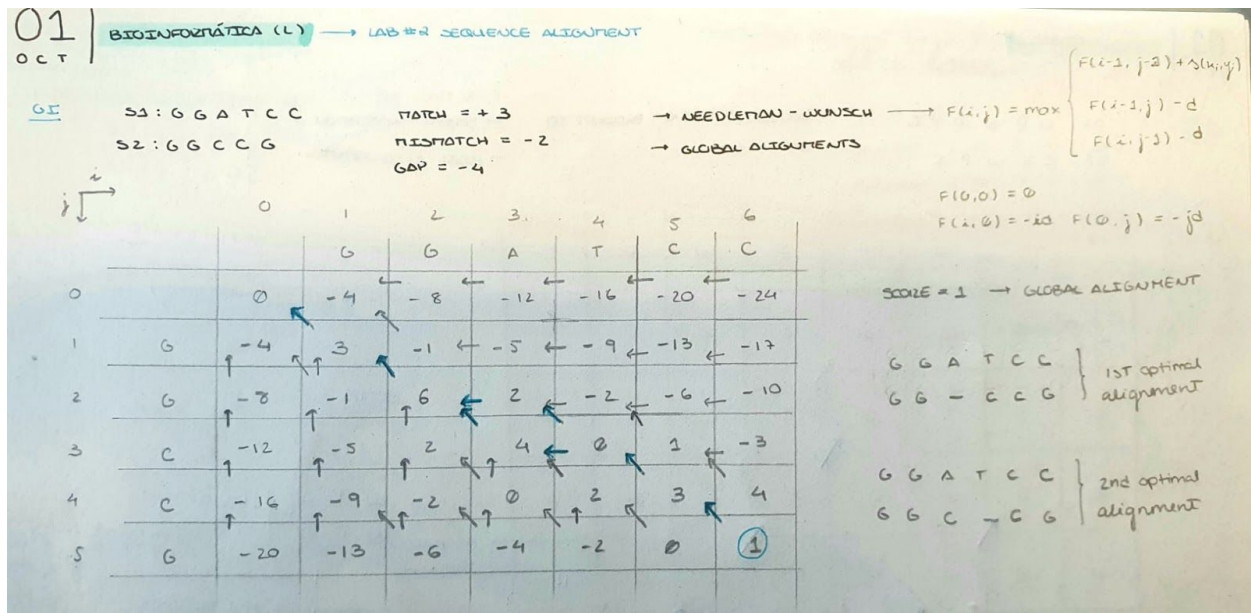 01 OCT
BIOINFORMÁTICA (L) → LAB #2 SEQUENCE ALIGNMENT
G1
S1: G G A T C C
S2: G G C C G
MATCH = +3
MISMATCH = -2
GAP = -4
→ NEEDLEMAN - WUNSCH → F(i,j) = max { F(i-1, j-1) + s(xi,yj)
F(i-1,j) - d
F(i,j-1) - d
→ GLOBAL ALIGNMENTS
F(0,0) = 0
F(i,0) = -id F(0,j) = -jd
i
j
0 1 2 3 4 5 6
G G A T C C
0 0 -4 -8 -12 -16 -20 -24
1 G -4 3 -1 -5 -9 -13 -17
2 G -8 -1 6 2 -2 -6 -10
3 C -12 -5 2 4 0 1 -3
4 C -16 -9 -2 0 2 3 4
5 G -20 -13 -6 -4 -2 0 1
SCORE = 1 → GLOBAL ALIGNMENT
G G A T C C
G G - C C G
1ST optimal alignment
G G A T C C
G G C - C G
2nd optimal alignment